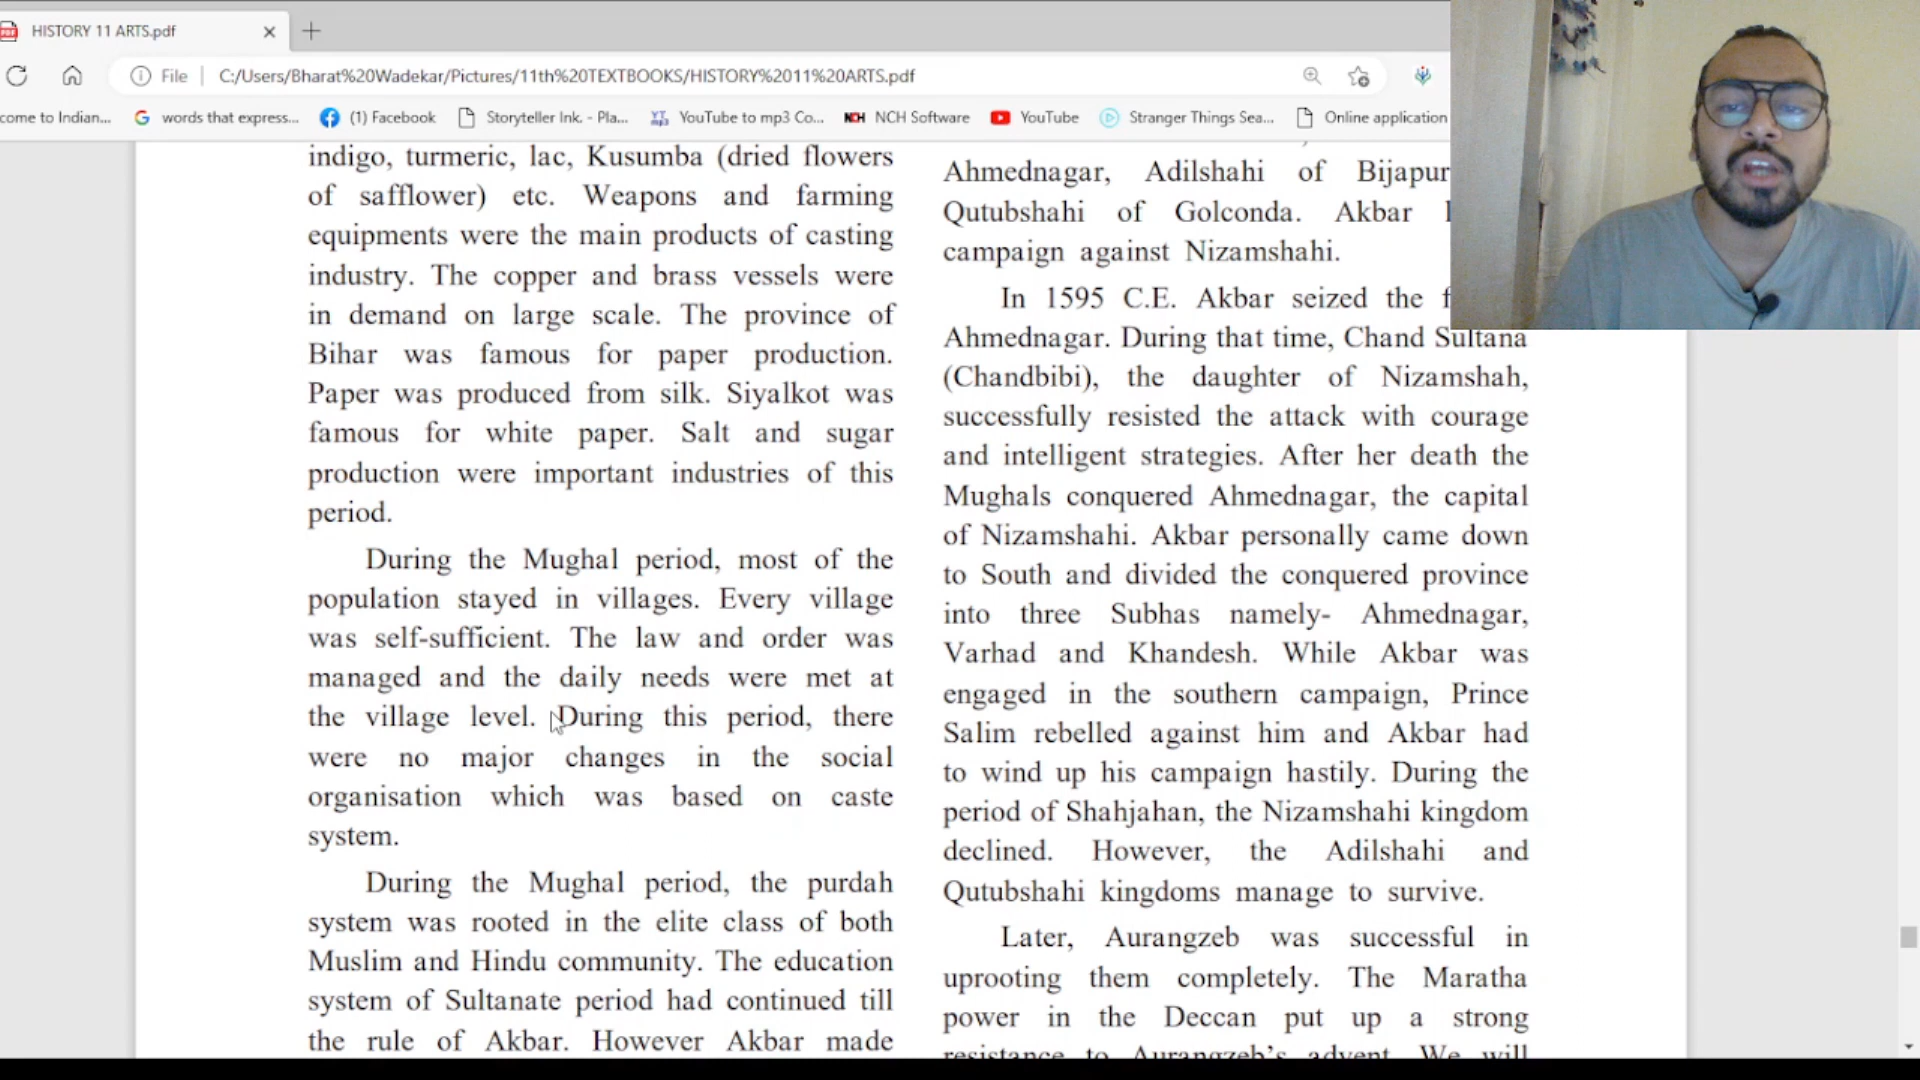 HISTORY 11 ARTS.pdf
File
C:/Users/Bharat%20Wadekar/Pictures/11th%20TEXTBOOKS/HISTORY%2011%20ARTS.pdf
come to Indian...
words that express...
(1) Facebook
Storyteller Ink. - Pla...
YouTube to mp3 Co...
NCH Software
YouTube
Stranger Things Sea...
Online application
indigo, turmeric, lac, Kusumba (dried flowers
of safflower) etc. Weapons and farming
equipments were the main products of casting
industry. The copper and brass vessels were
in demand on large scale. The province of
Bihar was famous for paper production.
Paper was produced from silk. Siyalkot was
famous for white paper. Salt and sugar
production were important industries of this
period.
During the Mughal period, most of the
population stayed in villages. Every village
was self-sufficient. The law and order was
managed and the daily needs were met at
the village level. During this period, there
were no major changes in the social
organisation which was based on caste
system.
During the Mughal period, the purdah
system was rooted in the elite class of both
Muslim and Hindu community. The education
system of Sultanate period had continued till
the rule of Akbar. However Akbar made
Ahmednagar, Adilshahi of Bijapur
Qutubshahi of Golconda. Akbar
campaign against Nizamshahi.
In 1595 C.E. Akbar seized the
Ahmednagar. During that time, Chand Sultana
(Chandbibi), the daughter of Nizamshah,
successfully resisted the attack with courage
and intelligent strategies. After her death the
Mughals conquered Ahmednagar, the capital
of Nizamshahi. Akbar personally came down
to South and divided the conquered province
into three Subhas namely- Ahmednagar,
Varhad and Khandesh. While Akbar was
engaged in the southern campaign, Prince
Salim rebelled against him and Akbar had
to wind up his campaign hastily. During the
period of Shahjahan, the Nizamshahi kingdom
declined. However, the Adilshahi and
Qutubshahi kingdoms manage to survive.
Later, Aurangzeb was successful in
uprooting them completely. The Maratha
power in the Deccan put up a strong
resistance to Aurangzeb's advent. We will